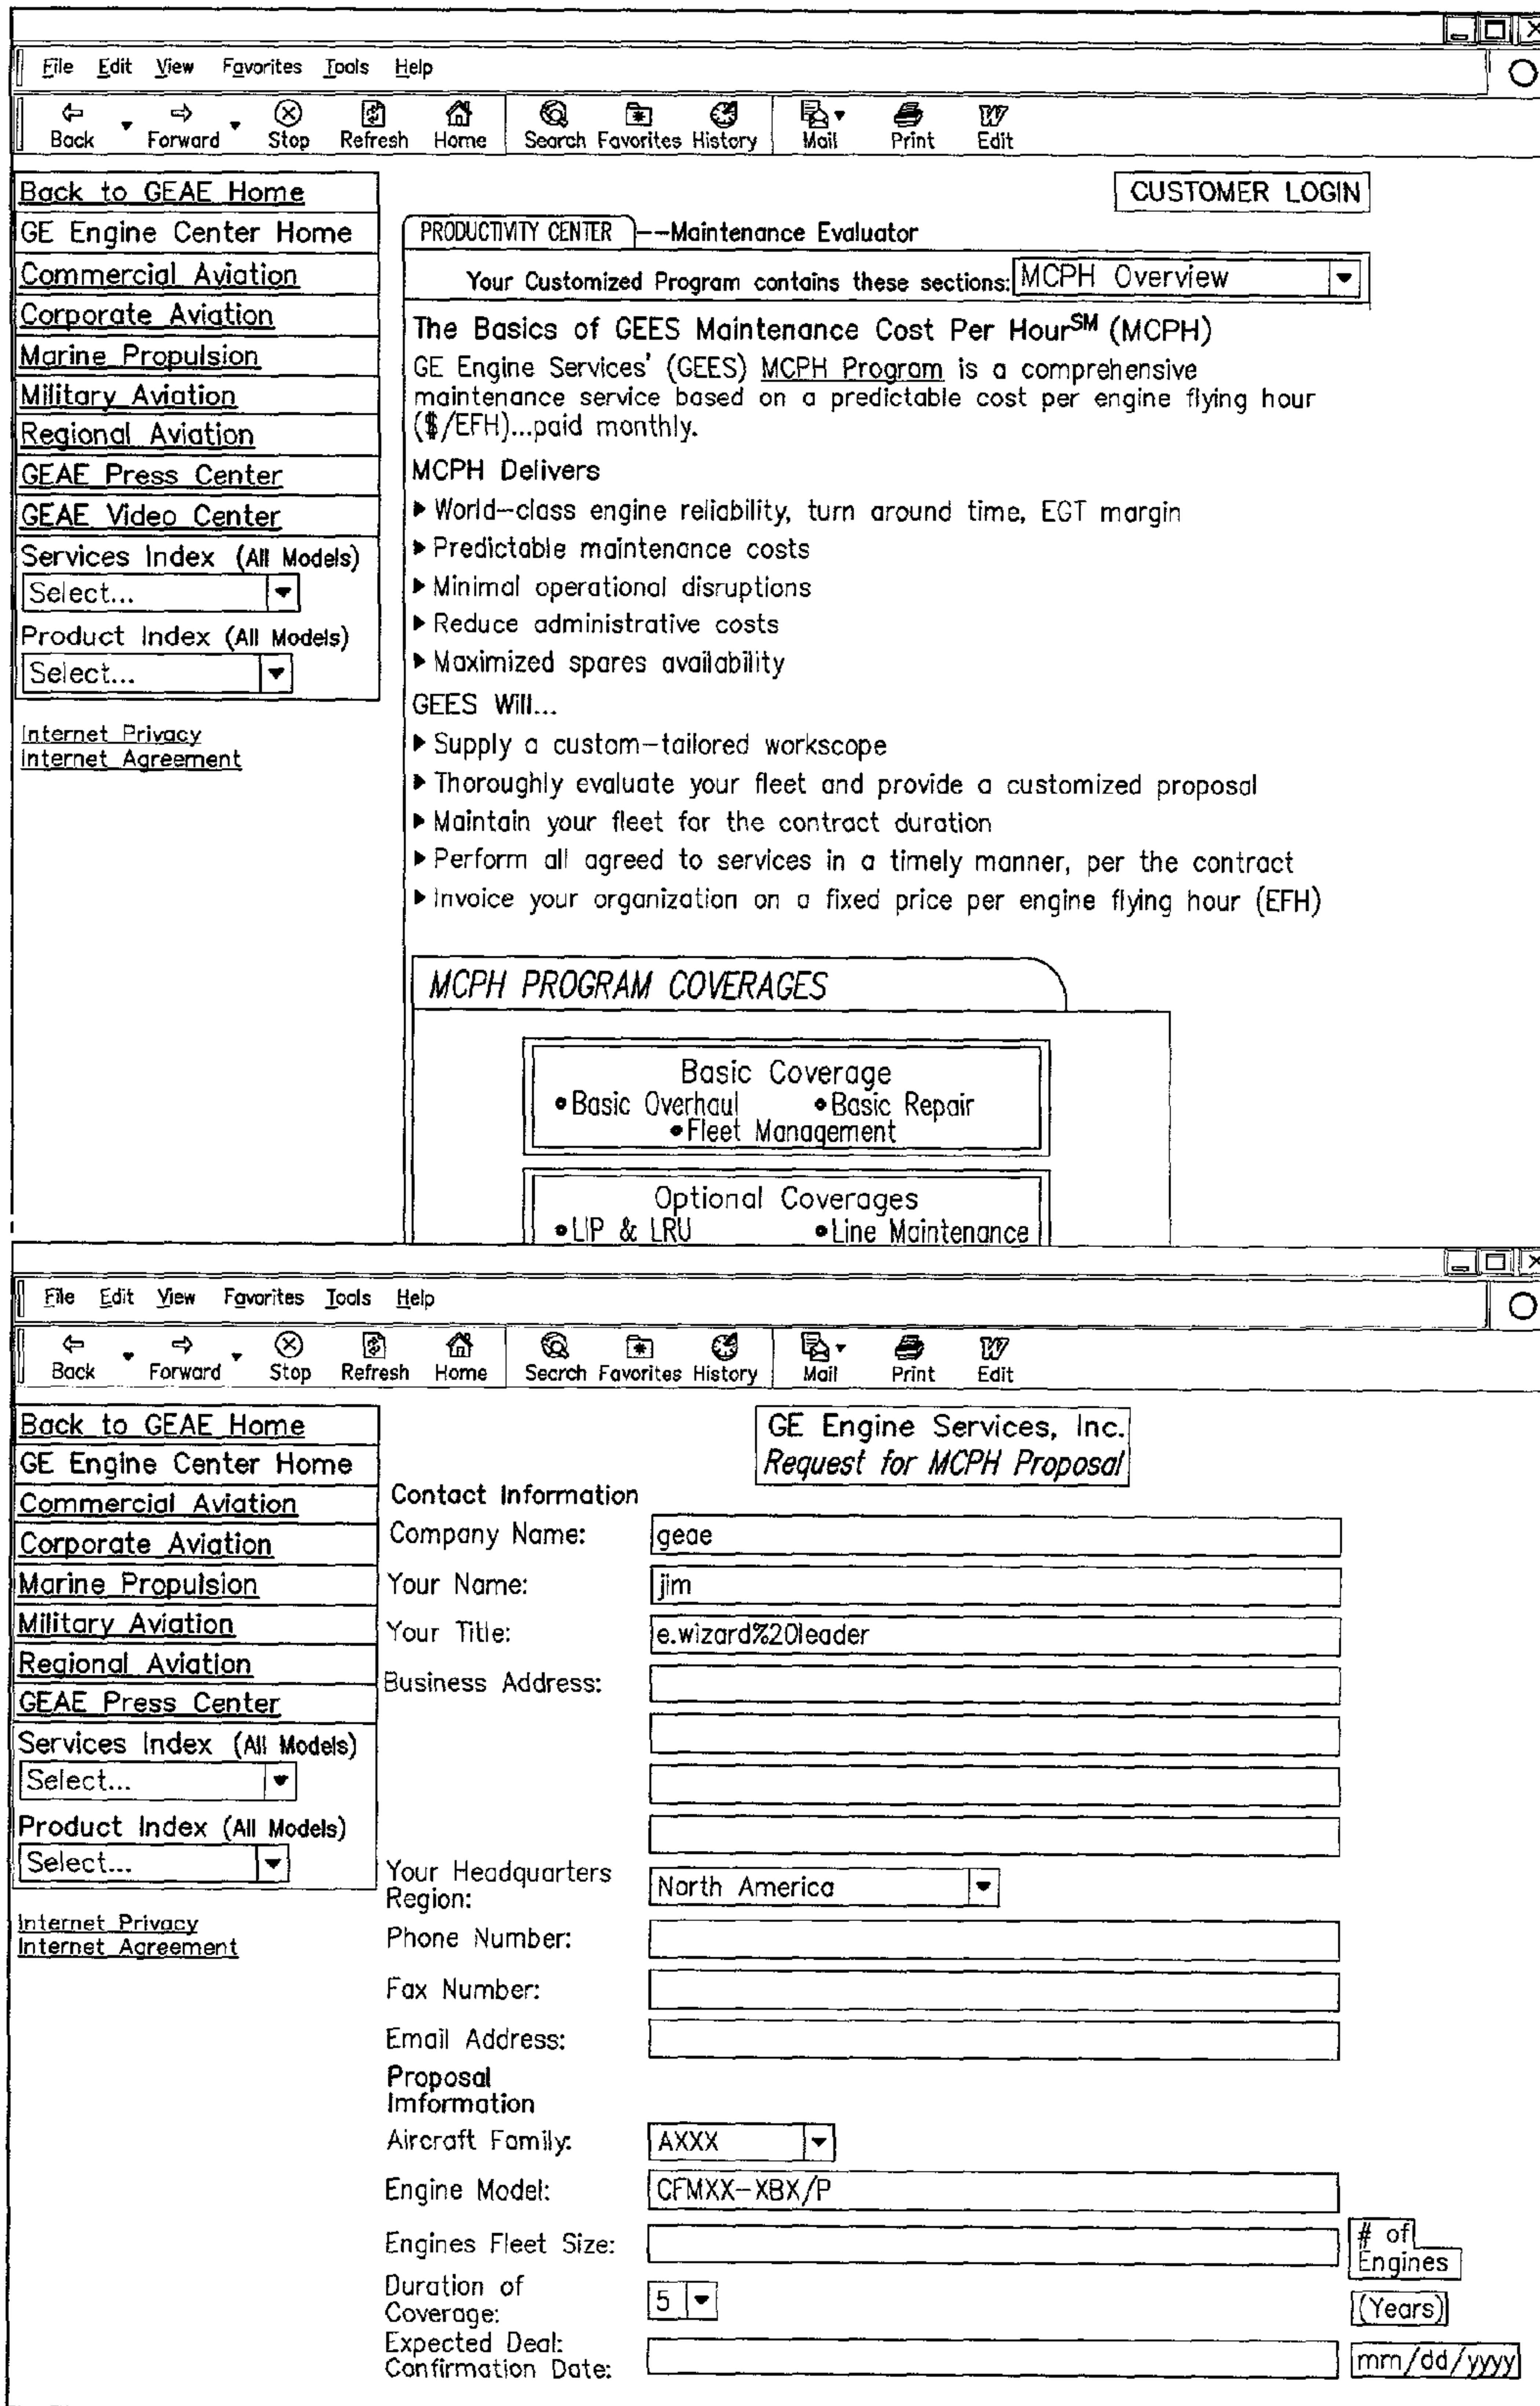 File Edit View Favorites Tools Help
Back Forward Stop Refresh Home Search Favorites History Mail Print Edit
Back to GEAE Home
GE Engine Center Home
Commercial Aviation
Corporate Aviation
Marine Propulsion
Military Aviation
Regional Aviation
GEAE Press Center
GEAE Video Center
Services Index (All Models)
Select...
Product Index (All Models)
Select...
Internet Privacy
Internet Agreement
CUSTOMER LOGIN
PRODUCTIVITY CENTER --Maintenance Evaluator
Your Customized Program contains these sections: MCPH Overview
The Basics of GEES Maintenance Cost Per Hour℠ (MCPH)
GE Engine Services' (GEES) MCPH Program is a comprehensive
maintenance service based on a predictable cost per engine flying hour
($/EFH)...paid monthly.
MCPH Delivers
▶ World-class engine reliability, turn around time, EGT margin
▶ Predictable maintenance costs
▶ Minimal operational disruptions
▶ Reduce administrative costs
▶ Maximized spares availability
GEES Will...
▶ Supply a custom-tailored workscope
▶ Thoroughly evaluate your fleet and provide a customized proposal
▶ Maintain your fleet for the contract duration
▶ Perform all agreed to services in a timely manner, per the contract
▶ Invoice your organization on a fixed price per engine flying hour (EFH)
MCPH PROGRAM COVERAGES
Basic Coverage
•Basic Overhaul •Basic Repair
•Fleet Management
Optional Coverages
•LIP & LRU •Line Maintenance
File Edit View Favorites Tools Help
Back Forward Stop Refresh Home Search Favorites History Mail Print Edit
Back to GEAE Home
GE Engine Center Home
Commercial Aviation
Corporate Aviation
Marine Propulsion
Military Aviation
Regional Aviation
GEAE Press Center
Services Index (All Models)
Select...
Product Index (All Models)
Select...
Internet Privacy
Internet Agreement
GE Engine Services, Inc.
Request for MCPH Proposal
Contact Information
Company Name: geae
Your Name: jim
Your Title: e.wizard%20leader
Business Address:
Your Headquarters
Region: North America
Phone Number:
Fax Number:
Email Address:
Proposal
Imformation
Aircraft Family: AXXX
Engine Model: CFMXX-XBX/P
Engines Fleet Size: # of
Engines
Duration of
Coverage: 5 (Years)
Expected Deal:
Confirmation Date: mm/dd/yyyy